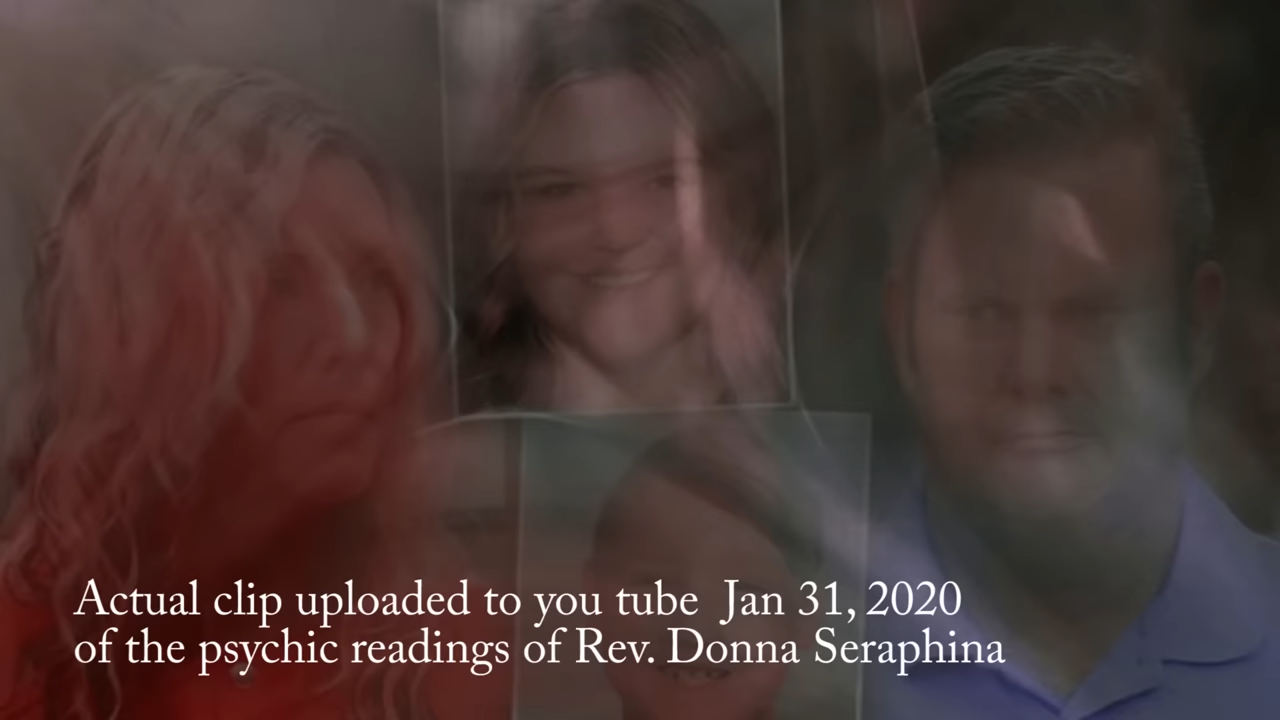 Actual clip uploaded to you tube  Jan 31, 2020
of the psychic readings of Rev. Donna Seraphina